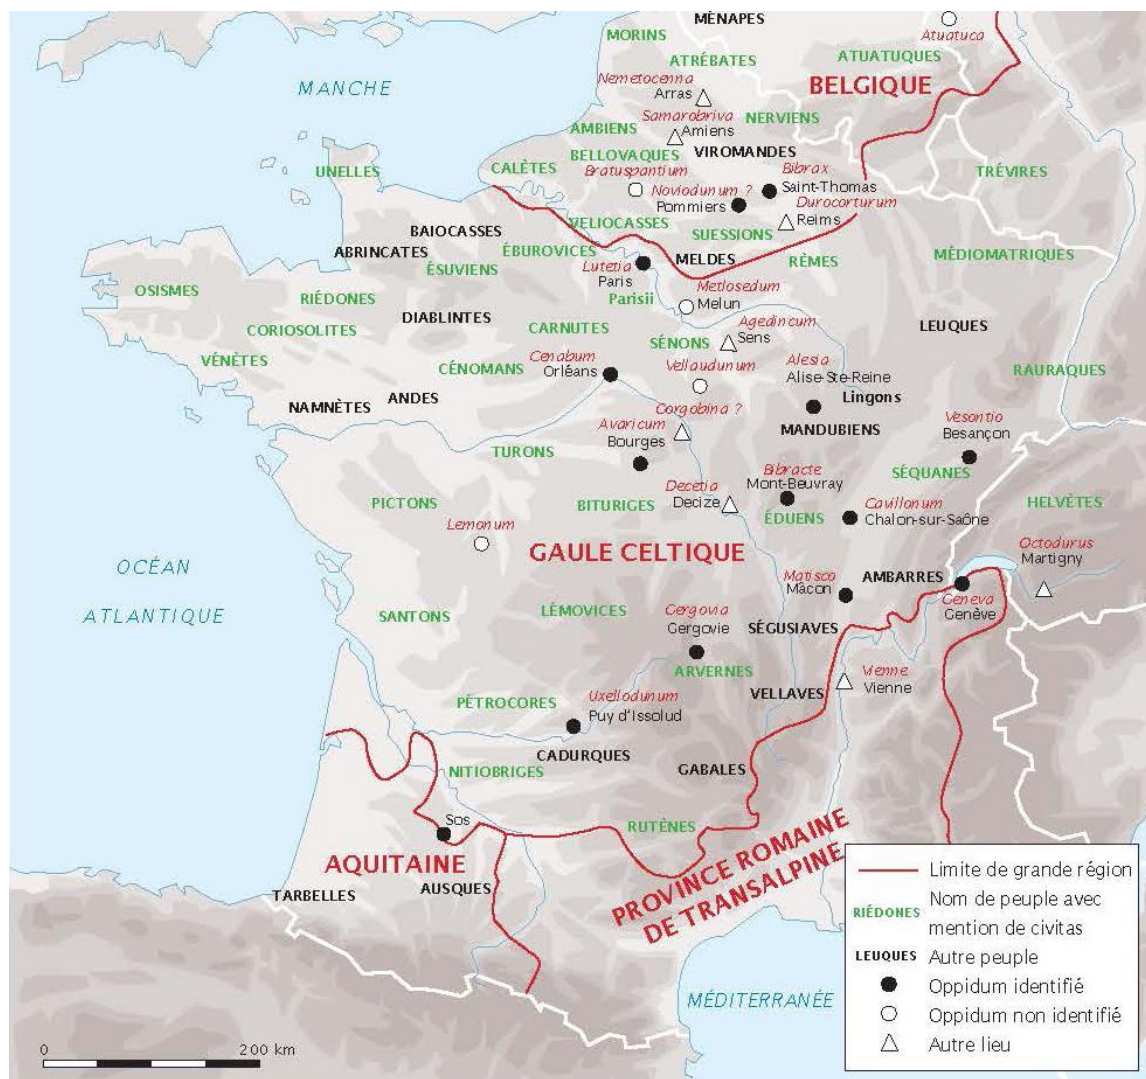 MÉNAPES
MORINS
Atuatuca
ATRÉBATES
ATUATUQUES
MANCHE
BELGIQUE
Nemetocenna
Arras
Samarobriva
NERVIENS
AMBIENS
Amiens
BELLOVAQUES
VIROMANDES
UNELLES
CALÈTES
Bratuspantium
Bibrax
TRÉVIRES
Saint-Thomas
Noviodunum ?
Pommiers
Durocorturum
Reims
VELIOCASSES
SUESSIONS
BAIOCASSES
ABRINCATES
ÉBUROVICES
MELDES
RÈMES
MÉDIOMATRIQUES
ÉSUVIENS
Lutetia
Paris
OSISMES
Parisii
Metlosedum
Melun
RIÉDONES
DIABLINTES
CARNUTES
Agedincum
Sens
LEUQUES
CORIOSOLITES
SÉNONS
VÉNÈTES
Cenabum
Orléans
CÉNOMANS
Vellaudunum
Alesia
Alise-Ste-Reine
RAURAQUES
Lingons
NAMNÈTES
ANDES
Corgobina ?
Avaricum
Bourges
MANDUBIENS
Vesontio
Besançon
TURONS
SÉQUANES
PICTONS
BITURIGES
Decetia
Decize
Bibracte
Mont-Beuvray
ÉDUENS
Cavillonum
Chalon-sur-Saône
HELVÈTES
Lemonum
GAULE CELTIQUE
Octodurus
Martigny
OCÉAN
ATLANTIQUE
Matisco
Mâcon
AMBARRES
Geneva
Genève
SANTONS
LÉMOVICES
Gergovia
Gergovie
SÉGUSIAVES
ARVERNES
Vienne
Vienne
VELLAVES
PÉTROCORES
Uxellodunum
Puy d'Issolud
CADURQUES
GABALES
NITIOBRIGES
Sos
RUTÈNES
AQUITAINE
AUSQUES
TARBELLES
PROVINCE ROMAINE
DE TRANSALPINE
MÉDITERRANÉE
Limite de grande région
RIÉDONES Nom de peuple avec
mention de civitas
LEUQUES Autre peuple
Oppidum identifié
Oppidum non identifié
Autre lieu
0 200 km